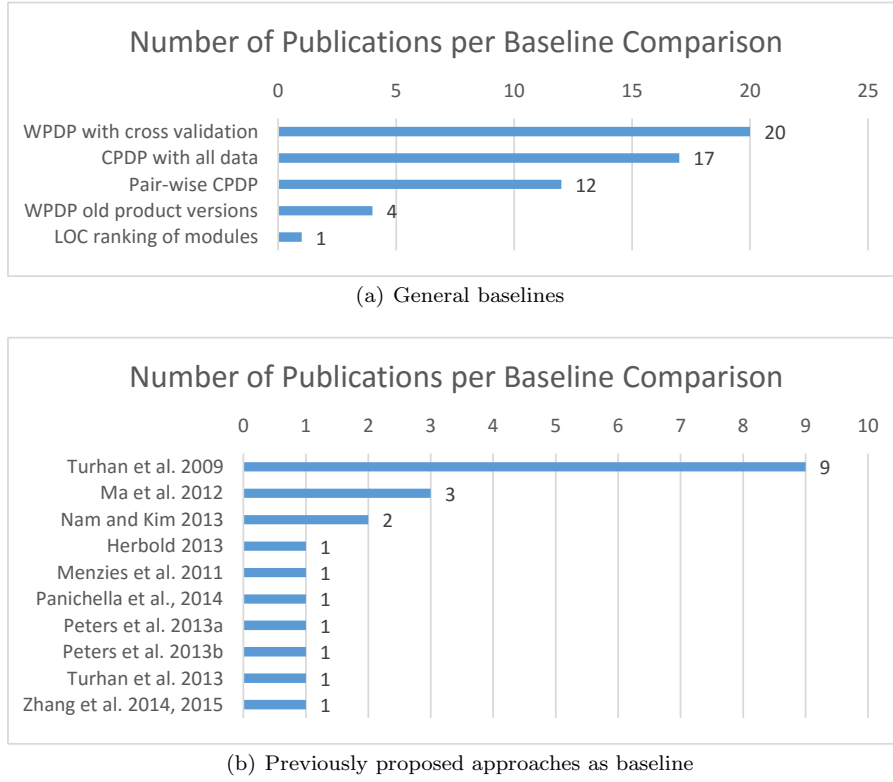 Number of Publications per Baseline Comparison
0 5 10 15 20 25
WPDP with cross validation 20
CPDP with all data 17
Pair-wise CPDP 12
WPDP old product versions 4
LOC ranking of modules 1
(a) General baselines
Number of Publications per Baseline Comparison
0 1 2 3 4 5 6 7 8 9 10
Turhan et al. 2009 9
Ma et al. 2012 3
Nam and Kim 2013 2
Herbold 2013 1
Menzies et al. 2011 1
Panichella et al., 2014 1
Peters et al. 2013a 1
Peters et al. 2013b 1
Turhan et al. 2013 1
Zhang et al. 2014, 2015 1
(b) Previously proposed approaches as baseline